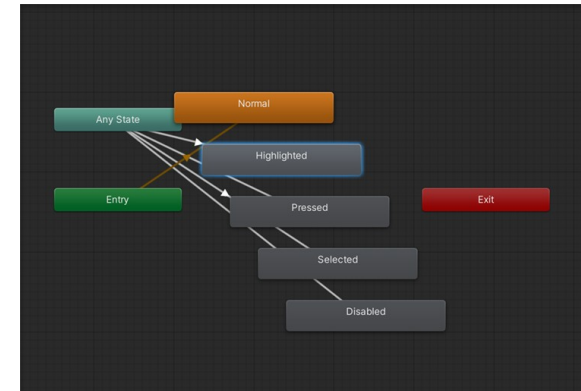 Normal
Any State
Highlighted
Entry
Exit
Pressed
Selected
Disabled